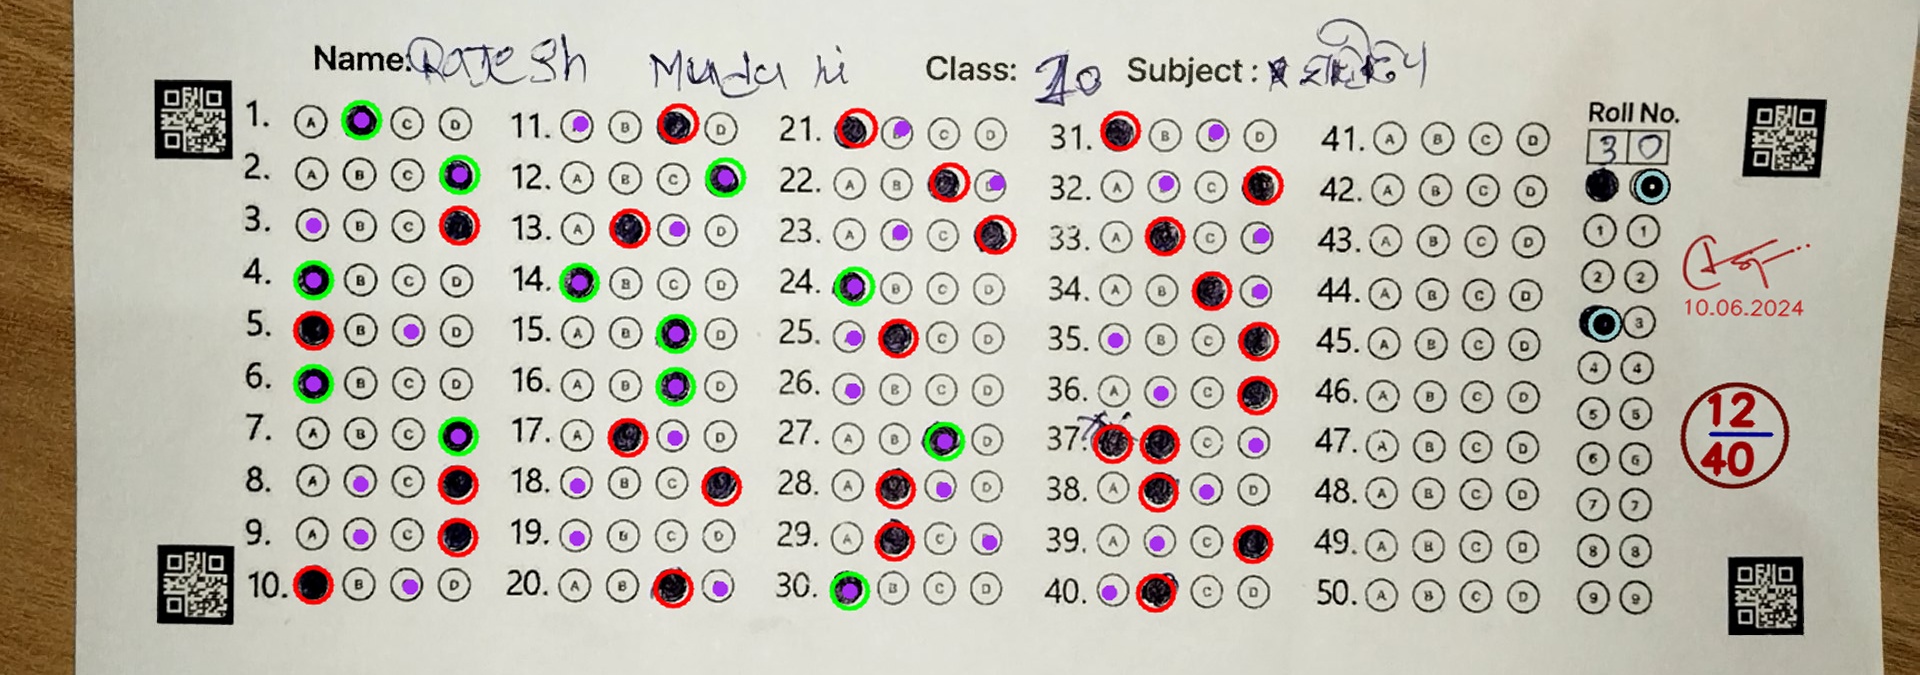 Name: Rajesh Class: 10 Subject: साहित्य
Roll No.
3 0
1. A C D 11. B D 21. C D 31. B D 41. A B C D
2. A B C 12. A B C 22. A B 32. A C 42. A B C D
3. B C 13. A D 23. A C 33. A C 43. A B C D
4. B C D 14. B C D 24. B C D 34. A B 44. A B C D
5. B D 15. A B D 25. C D 35. B C 45. A B C D
6. B C D 16. A B D 26. B C D 36. A C 46. A B C D
7. A B C 17. A D 27. A B D 37. C 47. A B C D
8. A C 18. B C 28. A D 38. A D 48. A B C D
9. A C 19. B C D 29. A C 39. A C 49. A B C D
10. B D 20. A B 30. B C D 40. C D 50. A B C D
1 1
2 2
3
4 4
5 5
6 6
7 7
8 8
9 9
10.06.2024
12
40